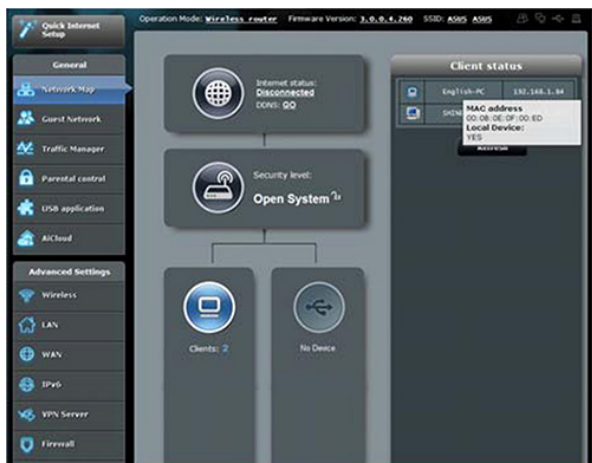 Quick Internet
Setup
Operation Mode: Wireless router Firmware Version: 3.0.0.4.260 SSID: ASUS ASUS
General
Network Map
Guest Network
Traffic Manager
Parental control
USB application
AiCloud
Advanced Settings
Wireless
LAN
WAN
IPv6
VPN Server
Firewall
Internet status:
Disconnected
DDNS: GO
Security level:
Open System
Clients: 2
No Device
Client status
English-PC 192.168.1.84
MAC address
00:0B:0E:0F:00:ED
Local Device:
YES